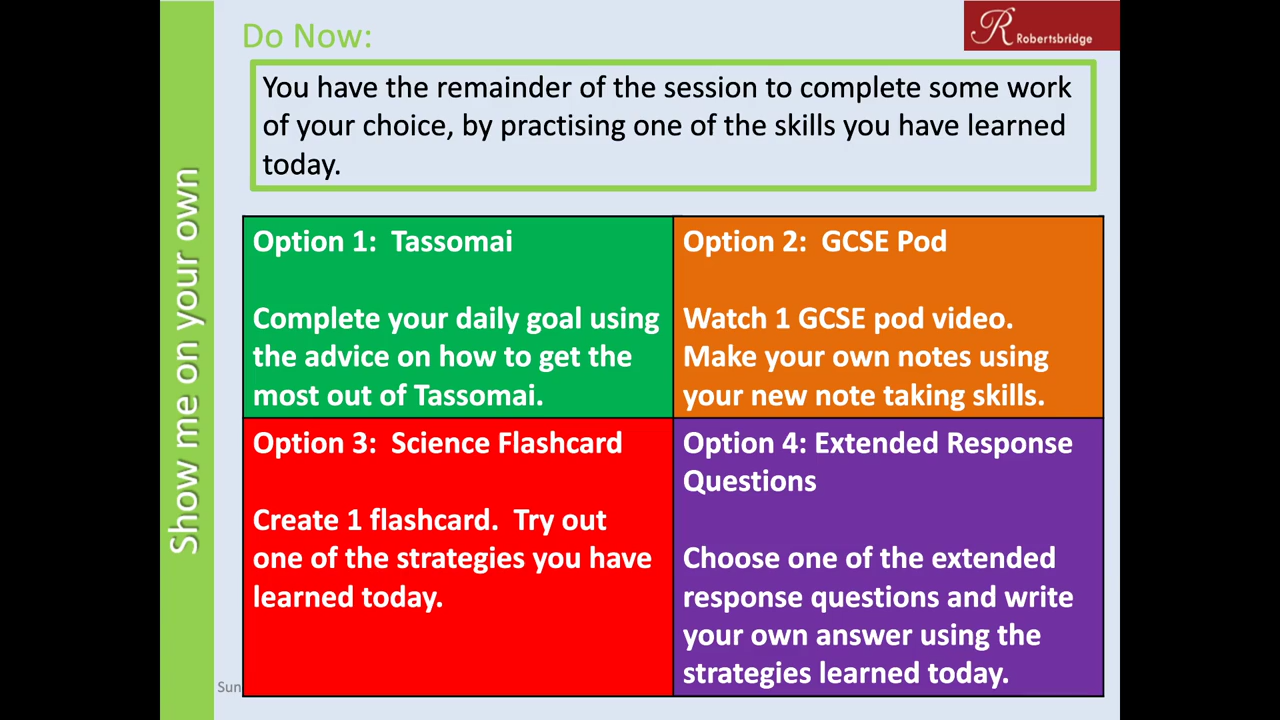 Do Now:
R Robertsbridge
You have the remainder of the session to complete some work
of your choice, by practising one of the skills you have learned
today.
Show me on your own
Option 1:  Tassomai
Complete your daily goal using
the advice on how to get the
most out of Tassomai.
Option 2:  GCSE Pod
Watch 1 GCSE pod video.
Make your own notes using
your new note taking skills.
Option 3:  Science Flashcard
Create 1 flashcard.  Try out
one of the strategies you have
learned today.
Option 4: Extended Response
Questions
Choose one of the extended
response questions and write
your own answer using the
strategies learned today.
Sun